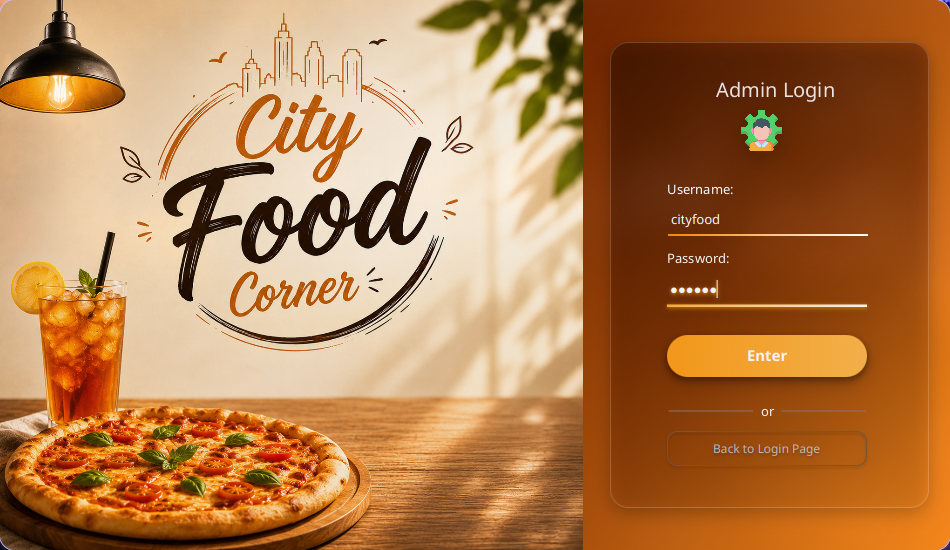 City
Food
Corner
Admin Login
Username:
cityfood
Password:
••••••
Enter
or
Back to Login Page